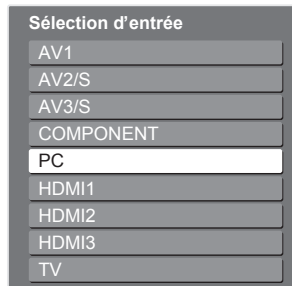 Sélection d’entrée
AV1
AV2/S
AV3/S
COMPONENT
PC
HDMI1
HDMI2
HDMI3
TV